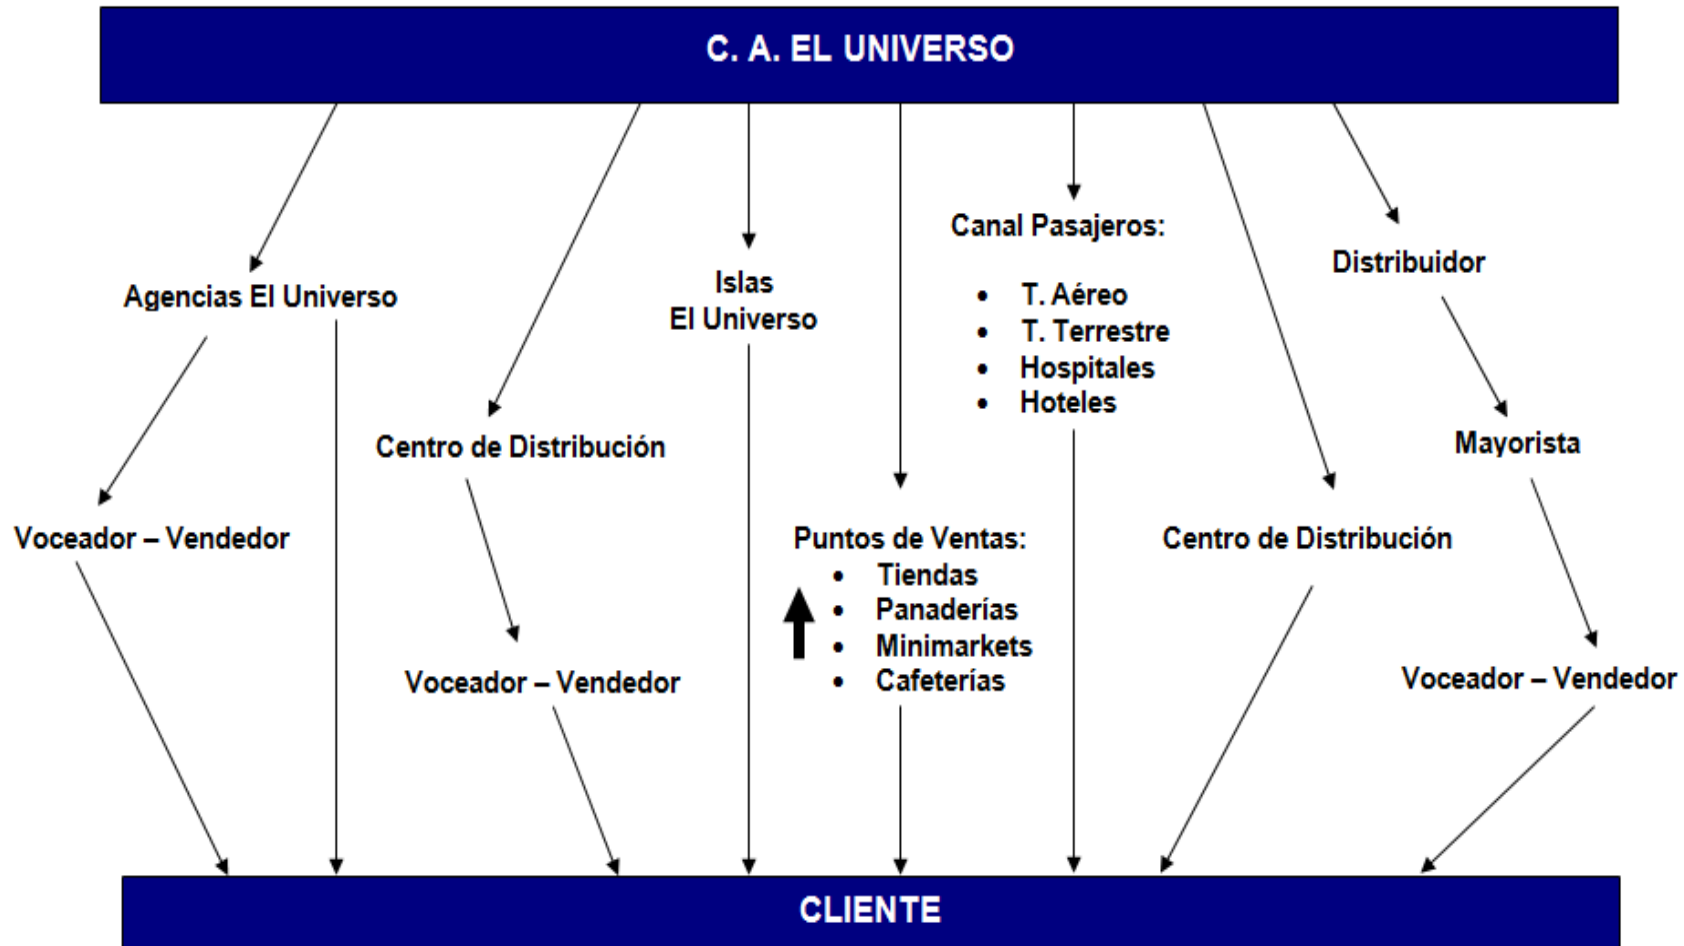 C. A. EL UNIVERSO
Agencias El Universo
Voceador – Vendedor
Centro de Distribución
Voceador – Vendedor
Islas
El Universo
Puntos de Ventas:
• Tiendas
• Panaderías
• Minimarkets
• Cafeterías
Canal Pasajeros:
• T. Aéreo
• T. Terrestre
• Hospitales
• Hoteles
Centro de Distribución
Distribuidor
Mayorista
Voceador – Vendedor
CLIENTE